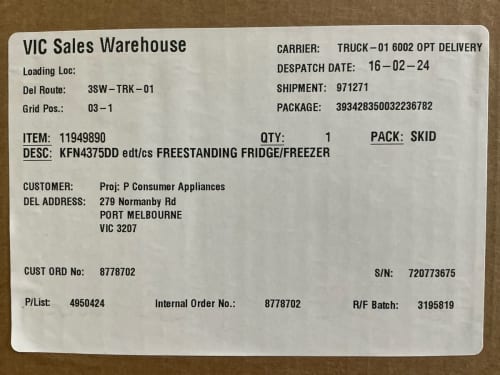 VIC Sales Warehouse
CARRIER: TRUCK-01 6002 OPT DELIVERY
Loading Loc:
DESPATCH DATE: 16-02-24
Del Route: 3SW-TRK-01
SHIPMENT: 971271
Grid Pos.: 03-1
PACKAGE: 393428350032236782
ITEM: 11949890 QTY: 1 PACK: SKID
DESC: KFN4375DD edt/cs FREESTANDING FRIDGE/FREEZER
CUSTOMER: Proj: P Consumer Appliances
DEL ADDRESS: 279 Normanby Rd
PORT MELBOURNE
VIC 3207
CUST ORD No: 8778702 S/N: 720773675
P/List: 4950424 Internal Order No.: 8778702 R/F Batch: 3195819